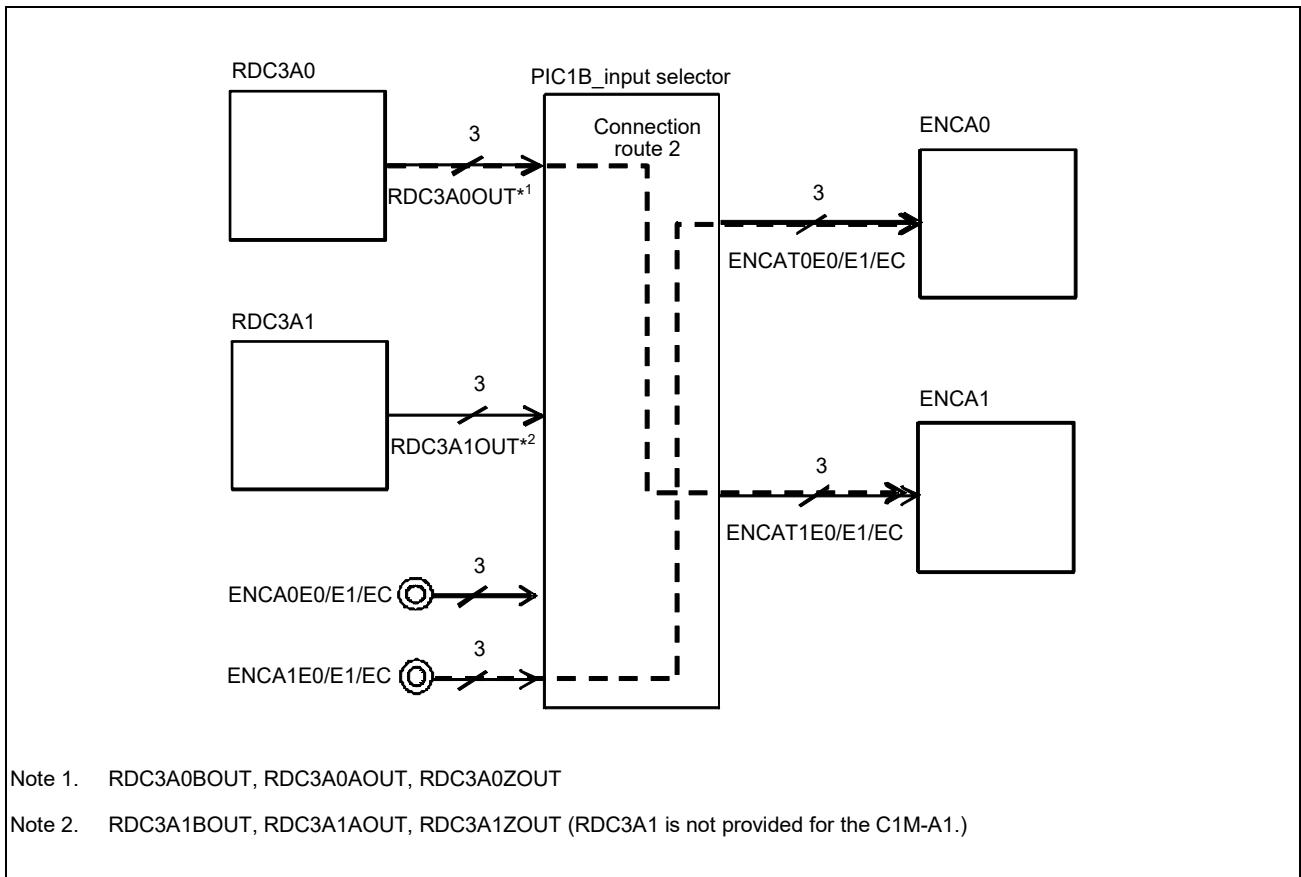 RDC3A0
PIC1B_input selector
Connection
route 2
3
RDC3A0OUT*1
ENCA0
3
ENCAT0E0/E1/EC
RDC3A1
3
RDC3A1OUT*2
ENCA1
3
ENCAT1E0/E1/EC
3
ENCA0E0/E1/EC
3
ENCA1E0/E1/EC
Note 1. RDC3A0BOUT, RDC3A0AOUT, RDC3A0ZOUT
Note 2. RDC3A1BOUT, RDC3A1AOUT, RDC3A1ZOUT (RDC3A1 is not provided for the C1M-A1.)